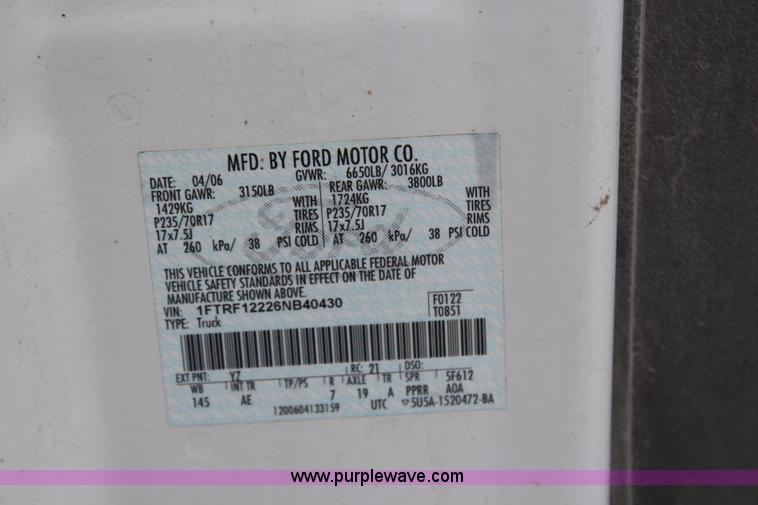 MFD: BY FORD MOTOR CO.
DATE: 04/06 GVWR: 6650LB/ 3016KG
FRONT GAWR: 3150LB REAR GAWR: 3800LB
1429KG WITH 1724KG WITH
P235/70R17 TIRES P235/70R17 TIRES
17x7.5J RIMS 17x7.5J RIMS
AT 260 kPa/ 38 PSI COLD AT 260 kPa/ 38 PSI COLD
Ford
THIS VEHICLE CONFORMS TO ALL APPLICABLE FEDERAL MOTOR
VEHICLE SAFETY STANDARDS IN EFFECT ON THE DATE OF
MANUFACTURE SHOWN ABOVE.
VIN: 1FTRF12226NB40430 F0122
TYPE: Truck T0851
EXT PNT: YZ RC: 21 DSO:
WB INT TR TP/PS R AXLE TR SPR 5F612
145 AE 7 19 A PPRR AOA
1200604133159 UTC 5U5A-1520472-BA
www.purplewave.com